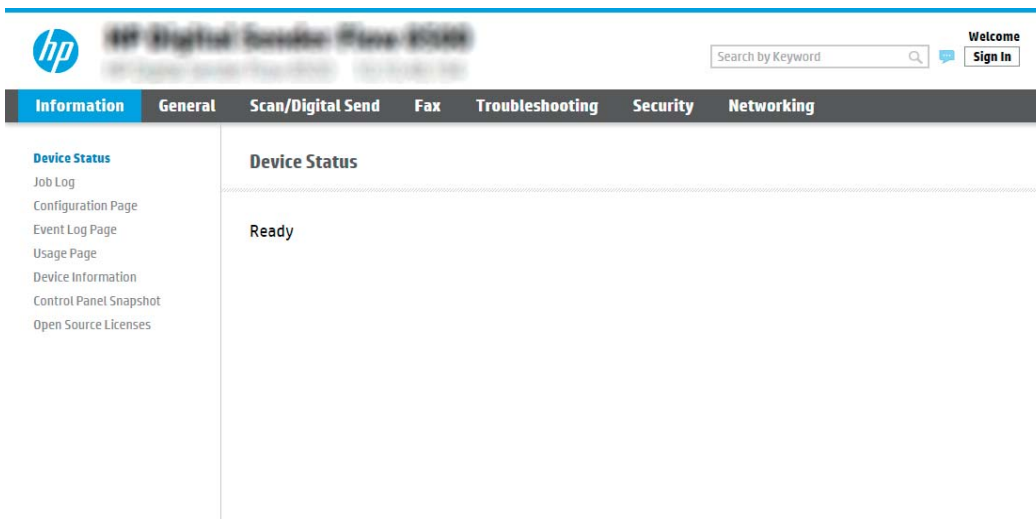 hp
Welcome
Search by Keyword
Sign In
Information General Scan/Digital Send Fax Troubleshooting Security Networking
Device Status
Job Log
Configuration Page
Event Log Page
Usage Page
Device Information
Control Panel Snapshot
Open Source Licenses
Device Status
Ready